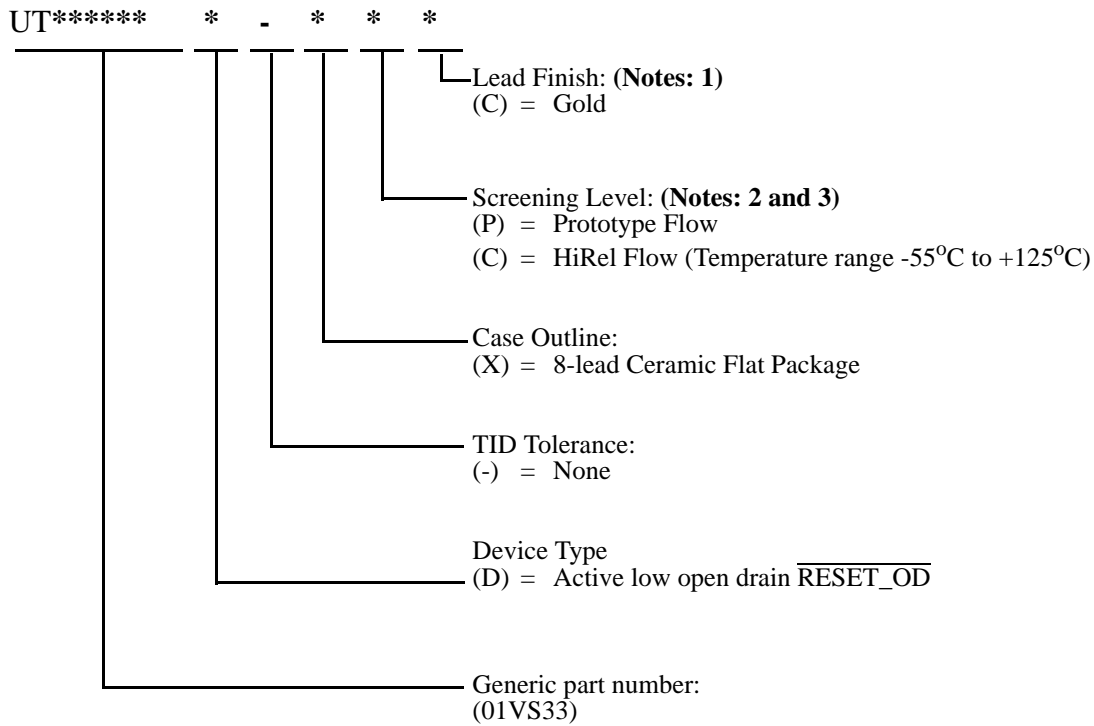 UT****** * - * * *
Lead Finish: (Notes: 1)
(C) = Gold
Screening Level: (Notes: 2 and 3)
(P) = Prototype Flow
(C) = HiRel Flow (Temperature range -55°C to +125°C)
Case Outline:
(X) = 8-lead Ceramic Flat Package
TID Tolerance:
(-) = None
Device Type
(D) = Active low open drain RESET_OD
Generic part number:
(01VS33)